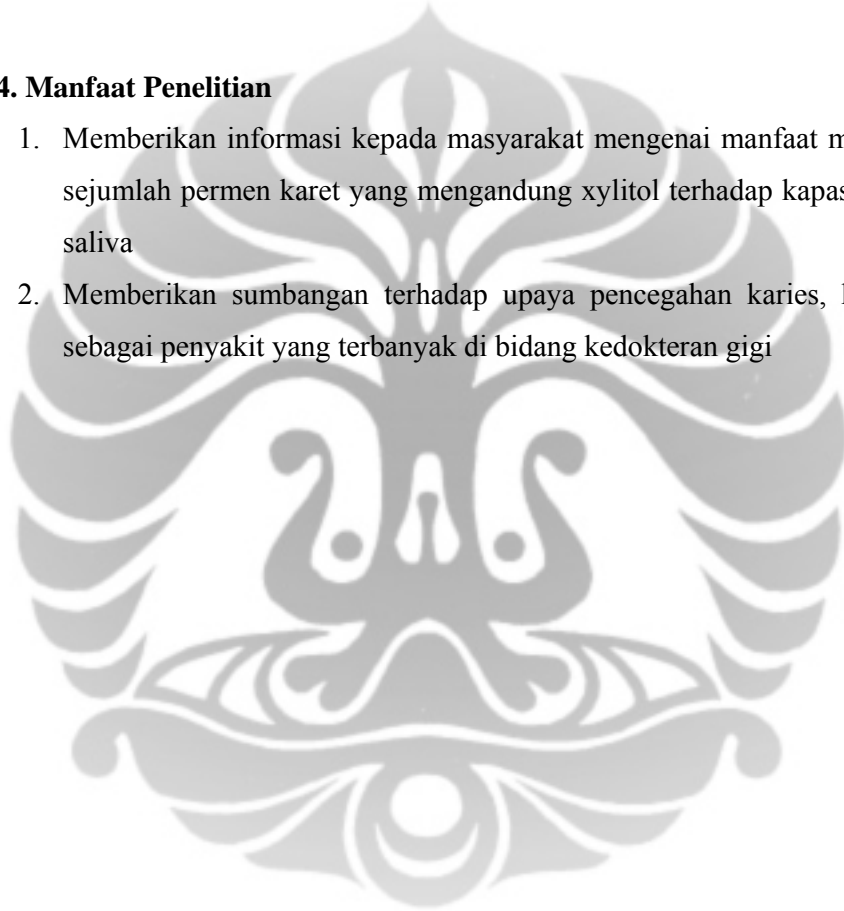 4. Manfaat Penelitian
1. Memberikan informasi kepada masyarakat mengenai manfaat
sejumlah permen karet yang mengandung xylitol terhadap
saliva
2. Memberikan sumbangan terhadap upaya pencegahan karies,
sebagai penyakit yang terbanyak di bidang kedokteran gigi